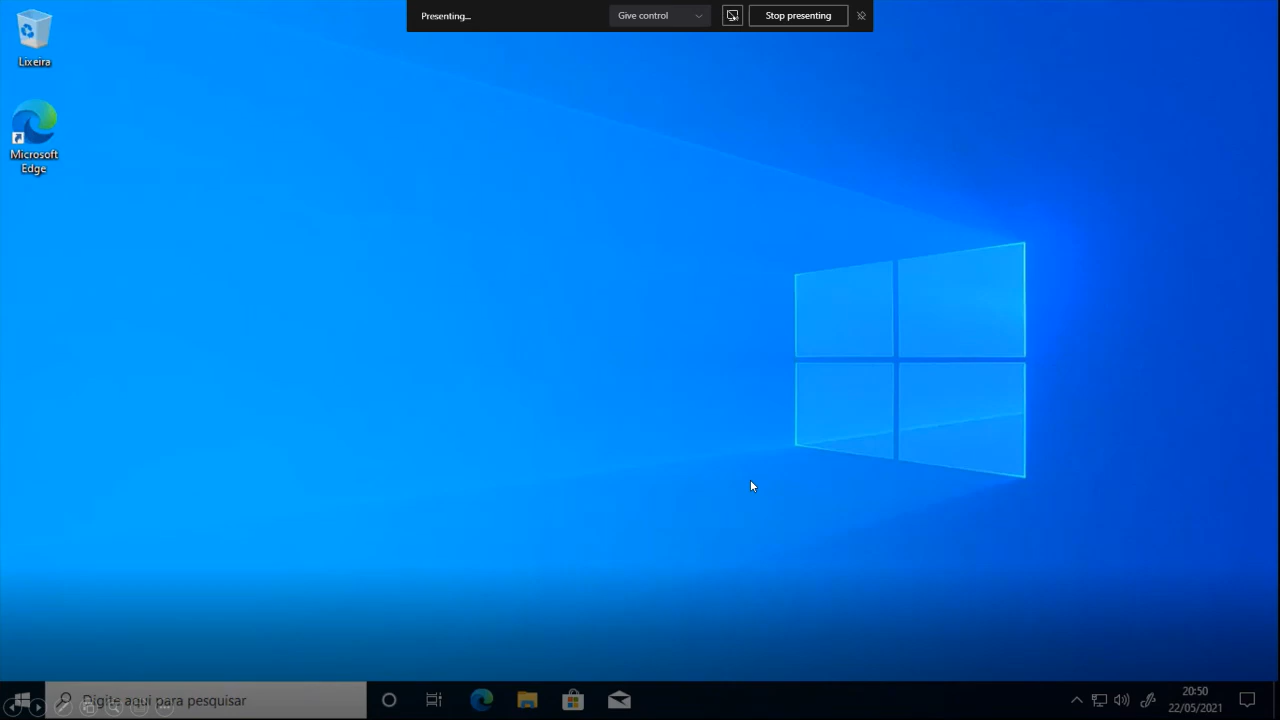 Presenting...
Give control
Stop presenting
Lixeira
Microsoft
Edge
Digite aqui para pesquisar
20:50
22/05/2021